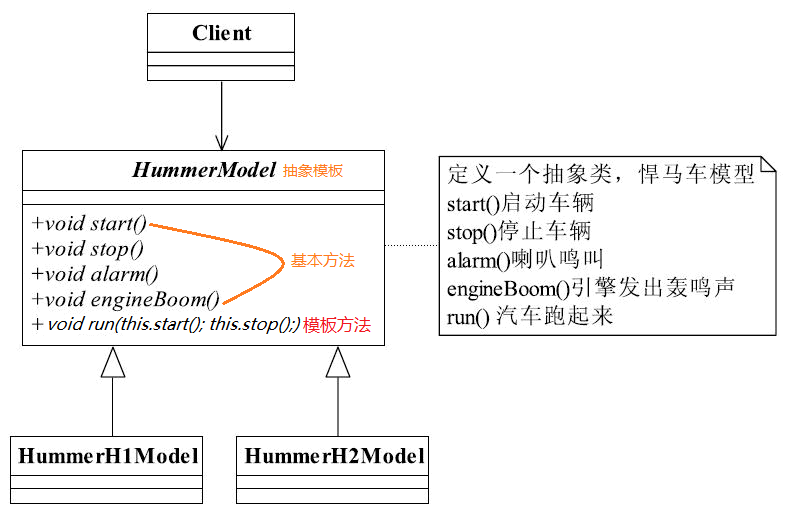 Client
HummerModel 抽象模板
+void start()
+void stop()
+void alarm()
+void engineBoom()
基本方法
+void run(this.start(); this.stop();) 模板方法
定义一个抽象类，悍马车模型
start()启动车辆
stop()停止车辆
alarm()喇叭鸣叫
engineBoom()引擎发出轰鸣声
run() 汽车跑起来
HummerH1Model
HummerH2Model